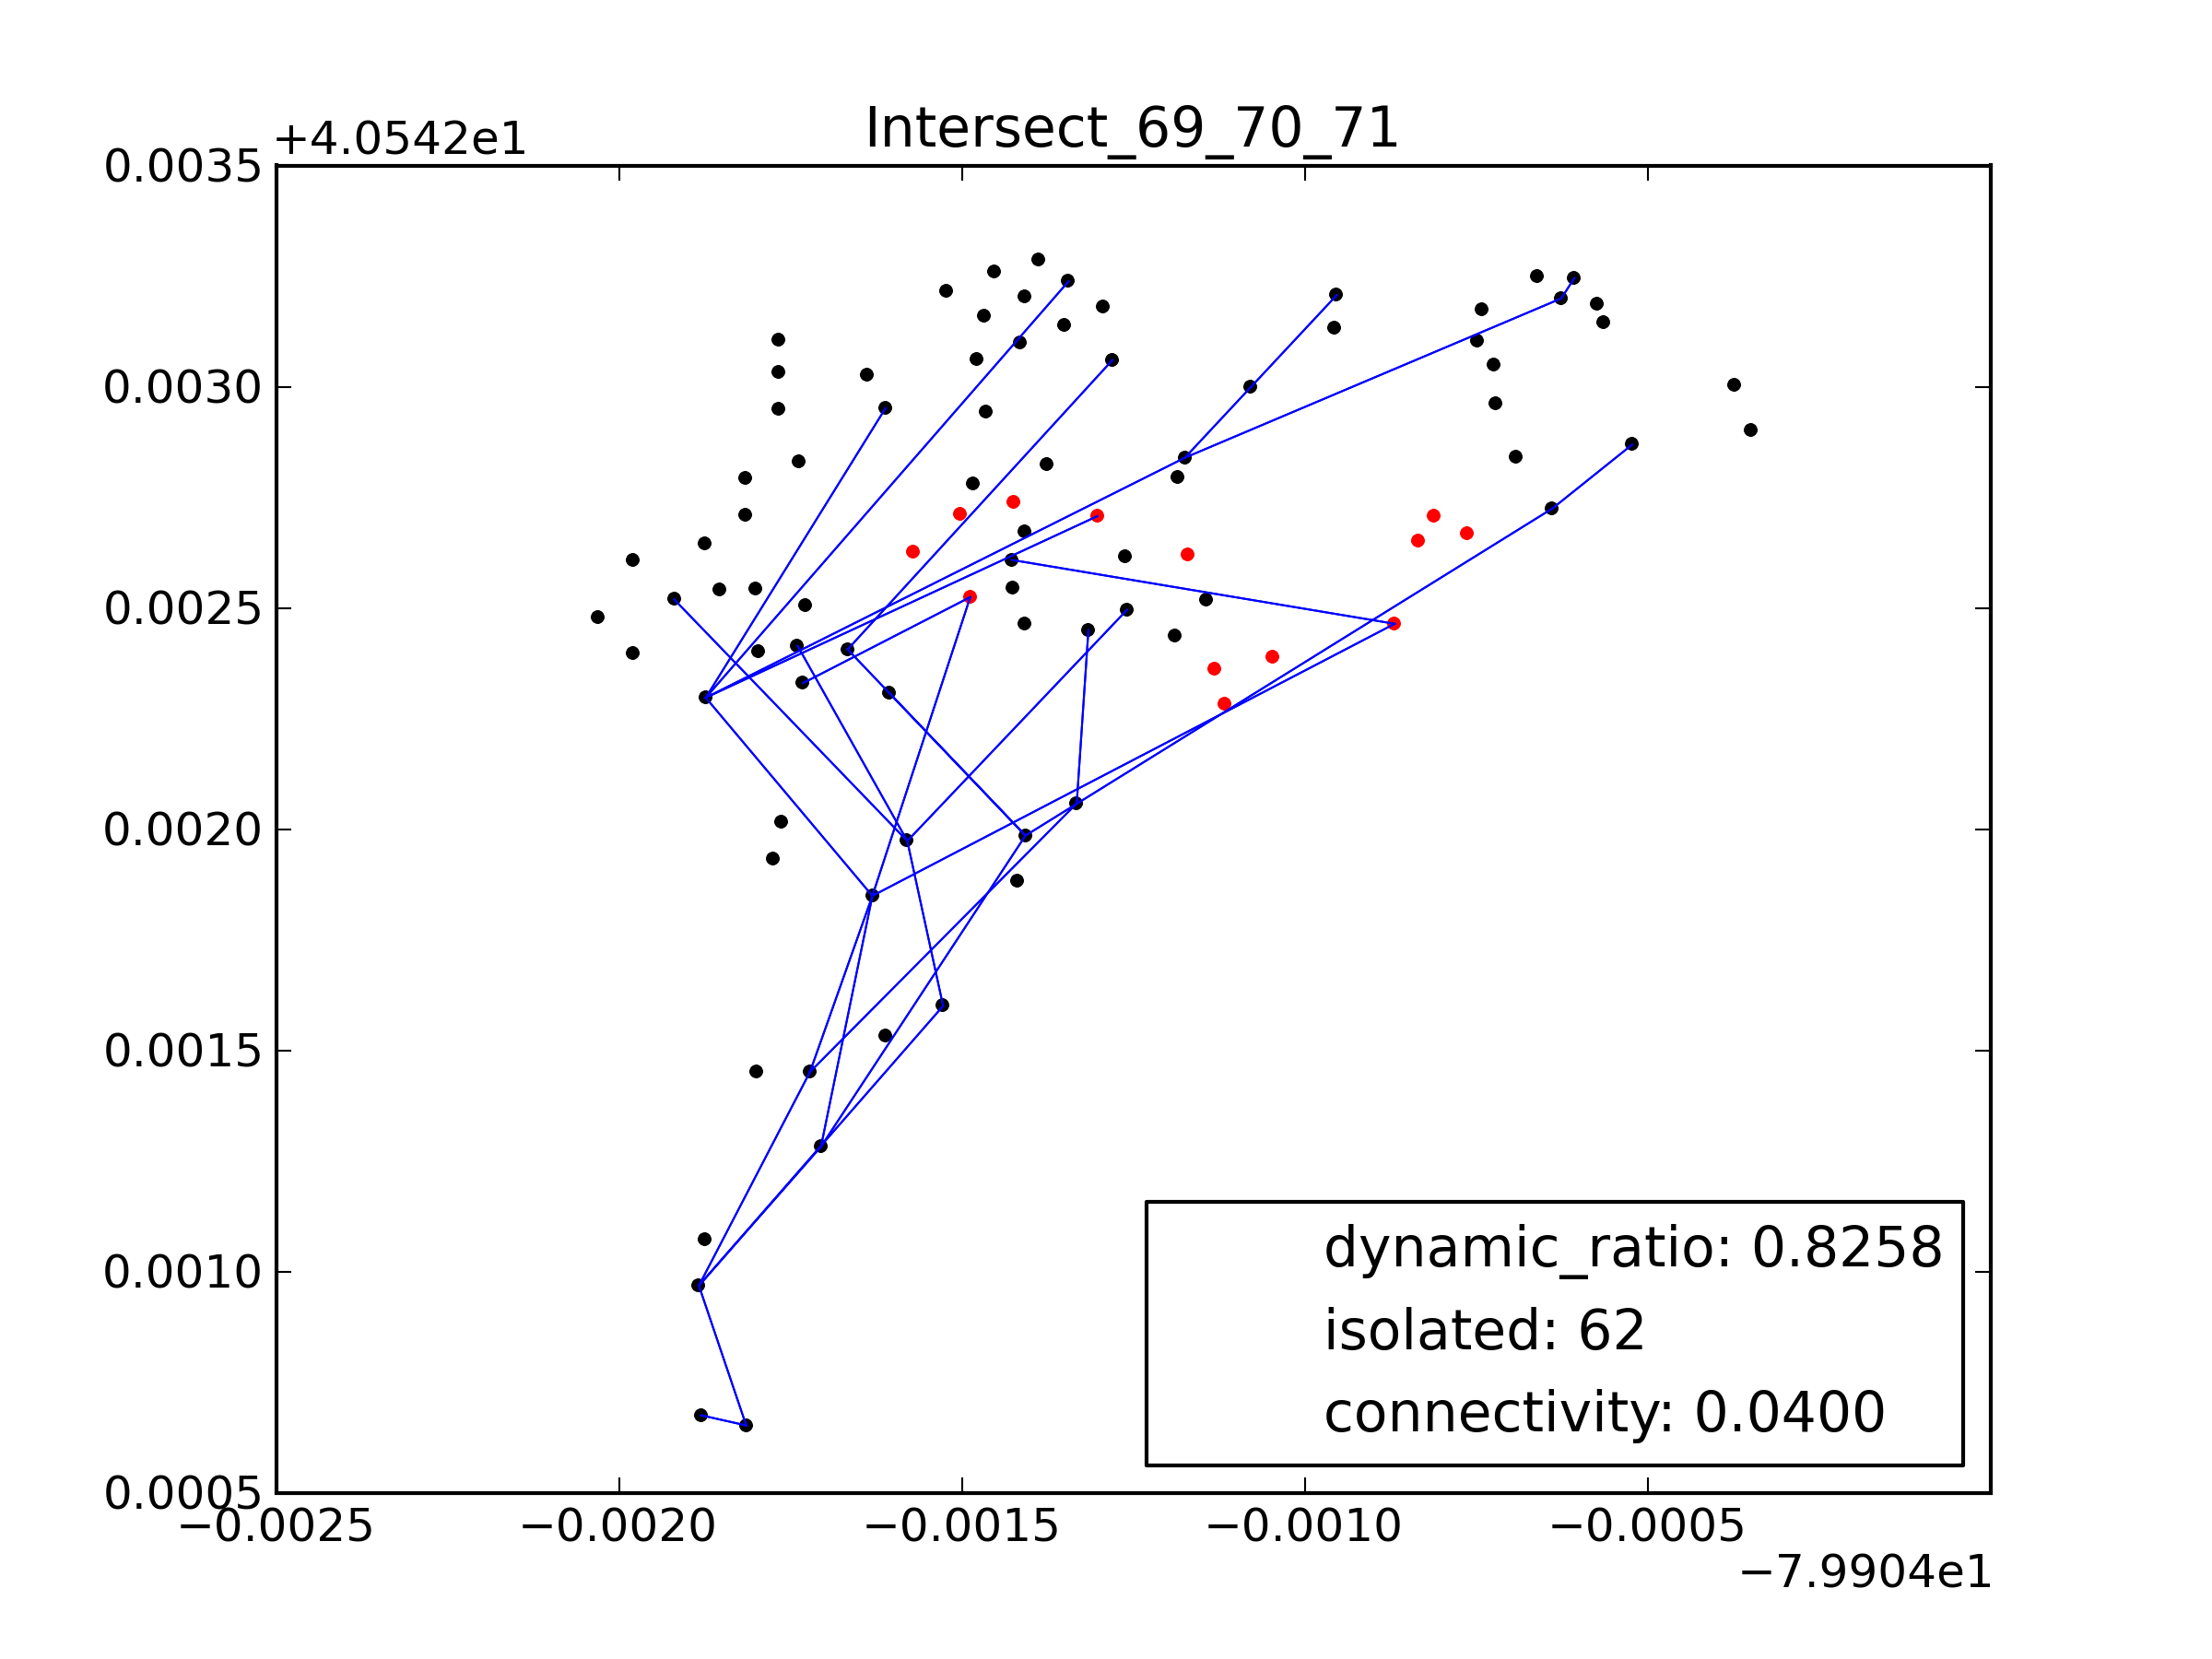 Intersect_69_70_71
+4.0542e1
0.0035
0.0030
0.0025
0.0020
0.0015
0.0010
0.0005
dynamic_ratio: 0.8258
isolated: 62
connectivity: 0.0400
−0.0025 −0.0020 −0.0015 −0.0010 −0.0005
−7.9904e1